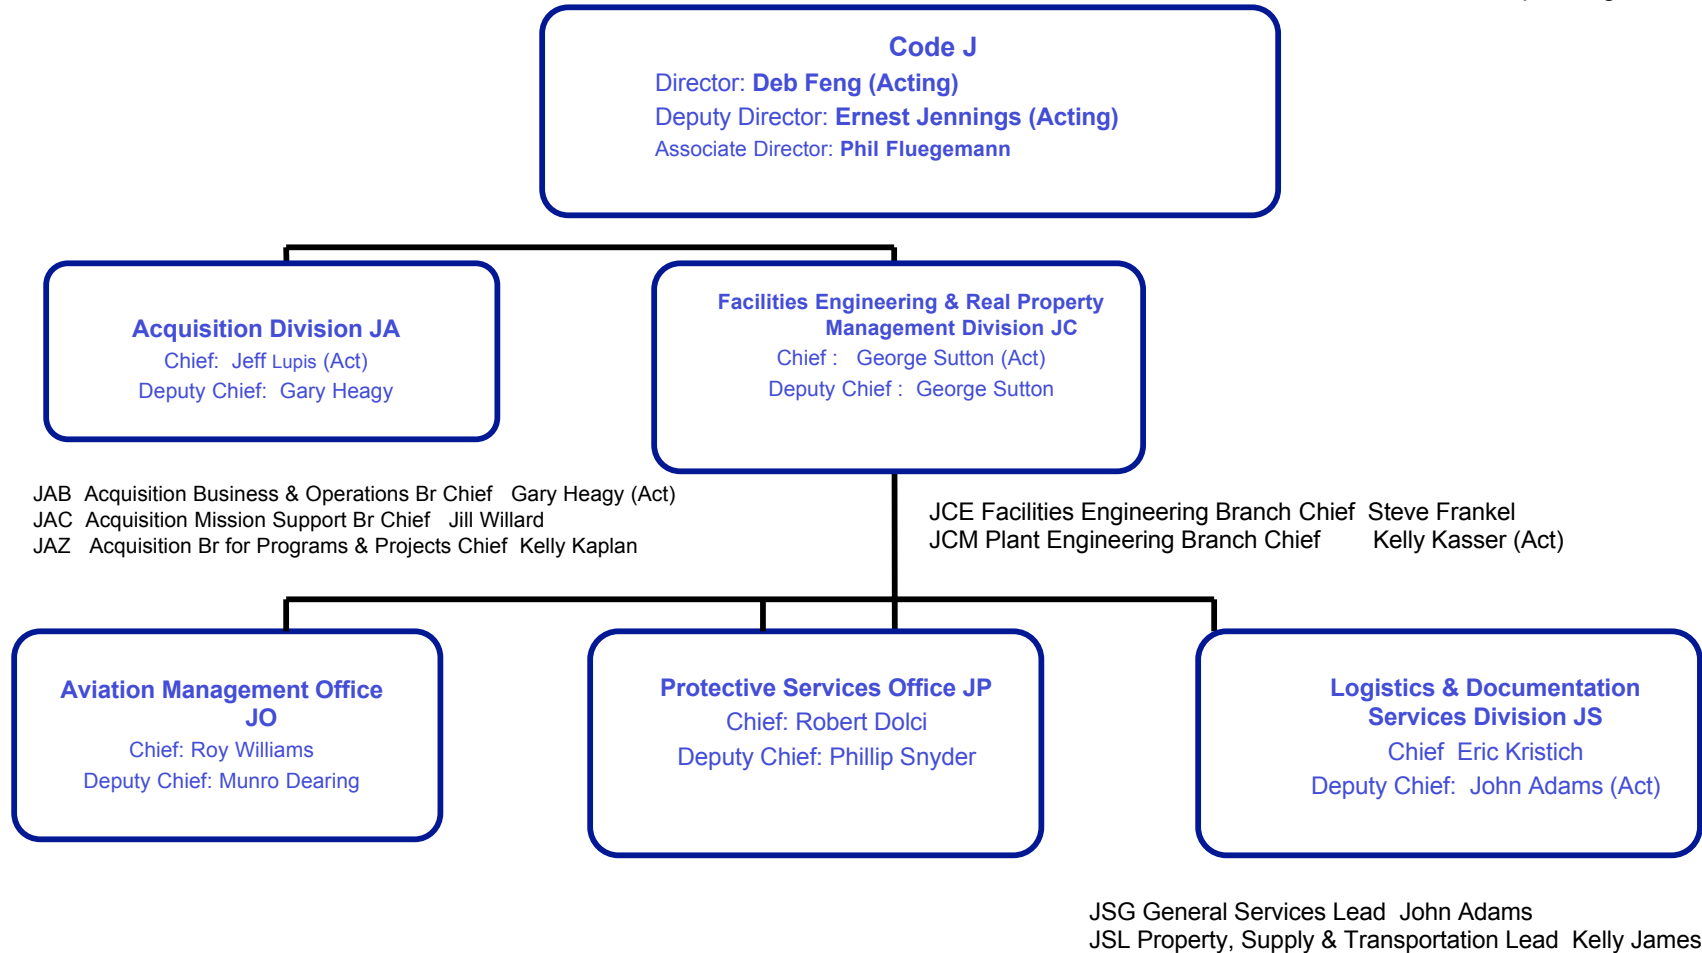 Code J
Director: Deb Feng (Acting)
Deputy Director: Ernest Jennings (Acting)
Associate Director: Phil Fluegemann
Acquisition Division JA
Chief: Jeff Lupis (Act)
Deputy Chief: Gary Heagy
Facilities Engineering & Real Property
Management Division JC
Chief : George Sutton (Act)
Deputy Chief : George Sutton
JAB Acquisition Business & Operations Br Chief Gary Heagy (Act)
JAC Acquisition Mission Support Br Chief Jill Willard
JAZ Acquisition Br for Programs & Projects Chief Kelly Kaplan
JCE Facilities Engineering Branch Chief Steve Frankel
JCM Plant Engineering Branch Chief Kelly Kasser (Act)
Aviation Management Office
JO
Chief: Roy Williams
Deputy Chief: Munro Dearing
Protective Services Office JP
Chief: Robert Dolci
Deputy Chief: Phillip Snyder
Logistics & Documentation
Services Division JS
Chief Eric Kristich
Deputy Chief: John Adams (Act)
JSG General Services Lead John Adams
JSL Property, Supply & Transportation Lead Kelly James